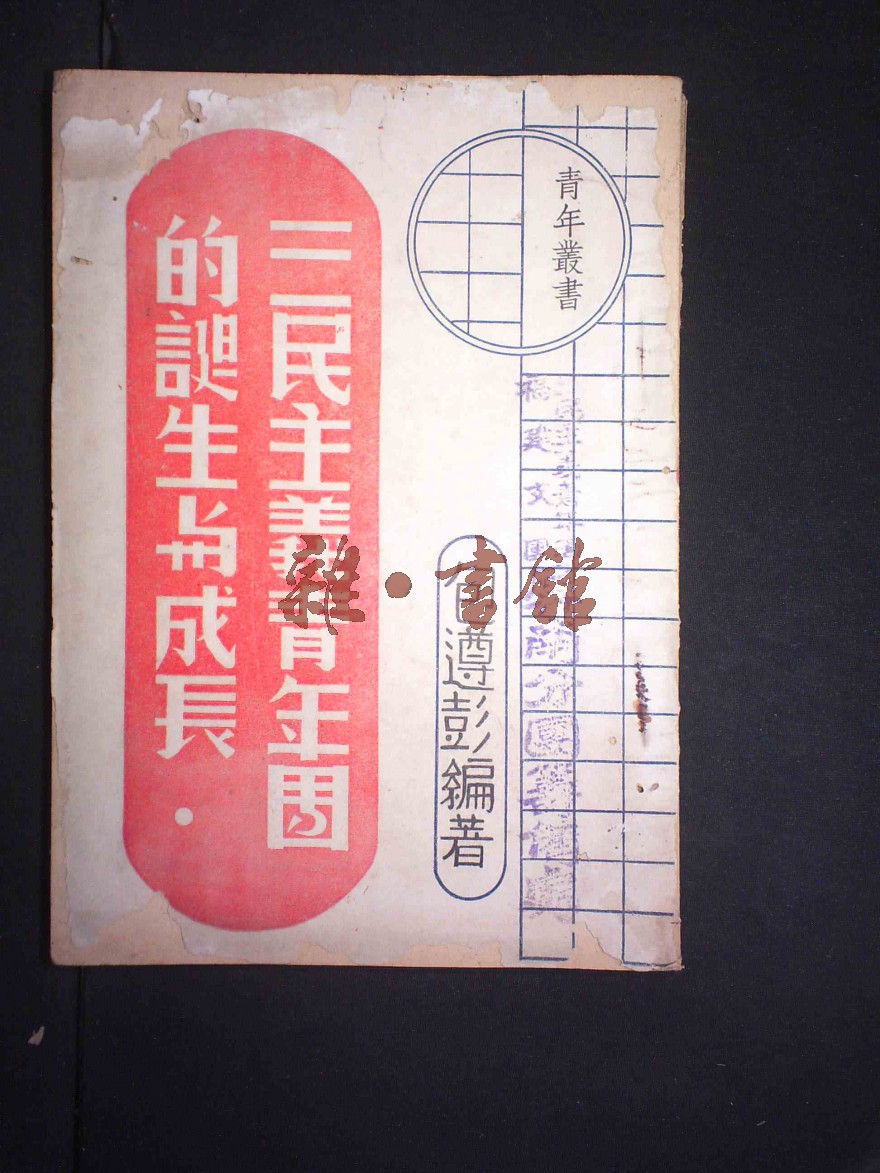 青年叢書
三民主義青年團
的誕生與成長·
包遵彭編著
雜·書館